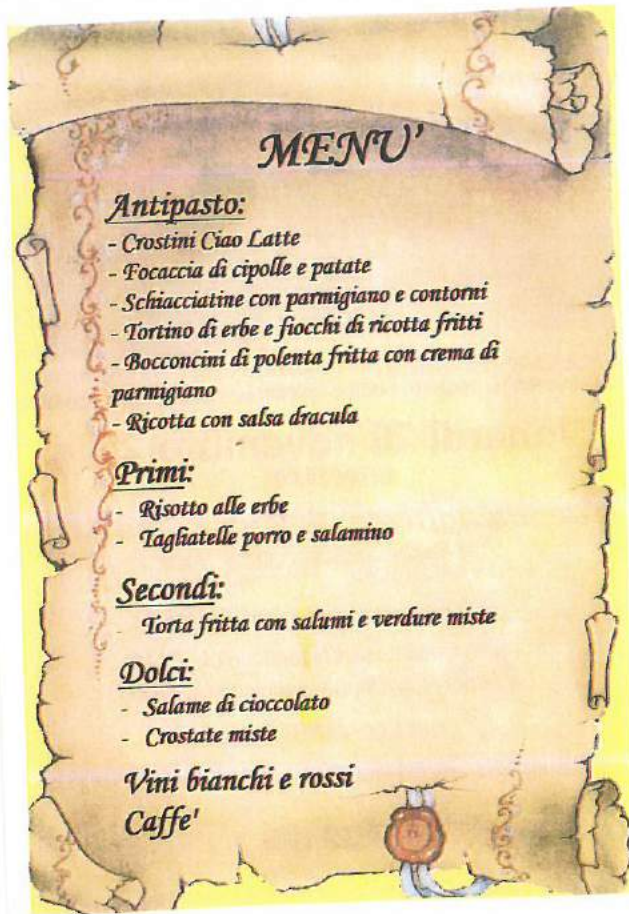 MENU'
Antipasto:
- Crostini Ciao Latte
- Focaccia di cipolle e patate
- Schiacciatine con parmigiano e contorni
- Tortino di erbe e fiocchi di ricotta fritti
- Bocconcini di polenta fritta con crema di
parmigiano
- Ricotta con salsa dracula
Primi:
- Risotto alle erbe
- Tagliatelle porro e salamino
Secondi:
- Torta fritta con salumi e verdure miste
Dolci:
- Salame di cioccolato
- Crostate miste
Vini bianchi e rossi
Caffe'